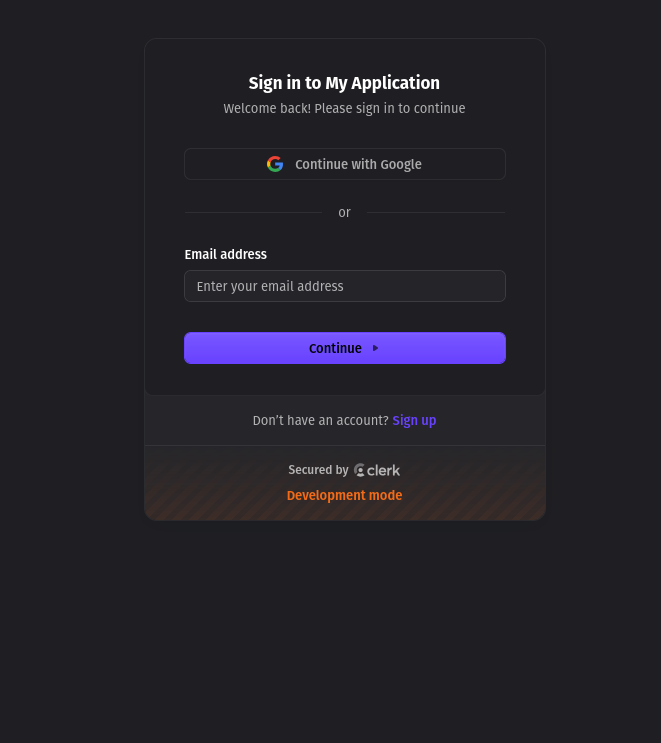 Sign in to My Application
Welcome back! Please sign in to continue
Continue with Google
or
Email address
Enter your email address
Continue
Don’t have an account? Sign up
Secured by clerk
Development mode